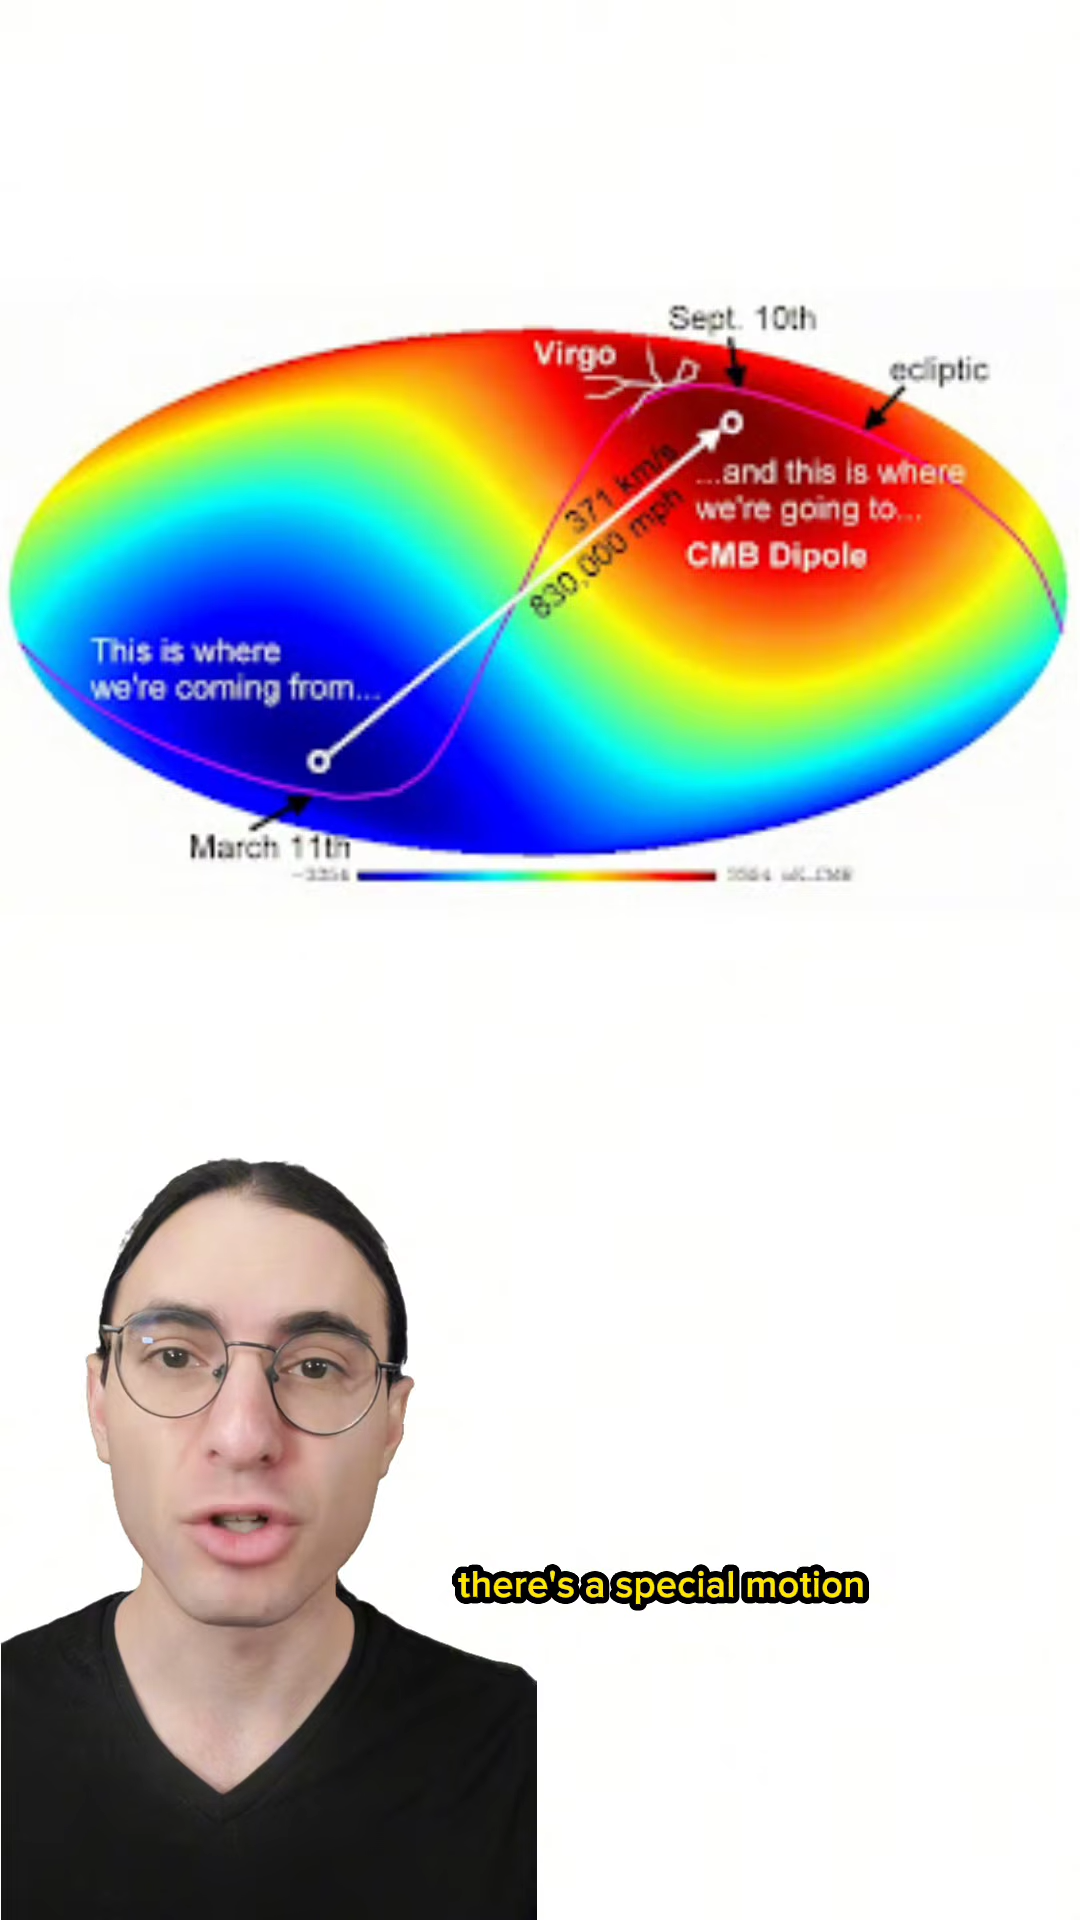 Sept. 10th
Virgo
ecliptic
371 km/s
830,000 mph
...and this is where
we're going to...
CMB Dipole
This is where
we're coming from...
March 11th
there's a special motion